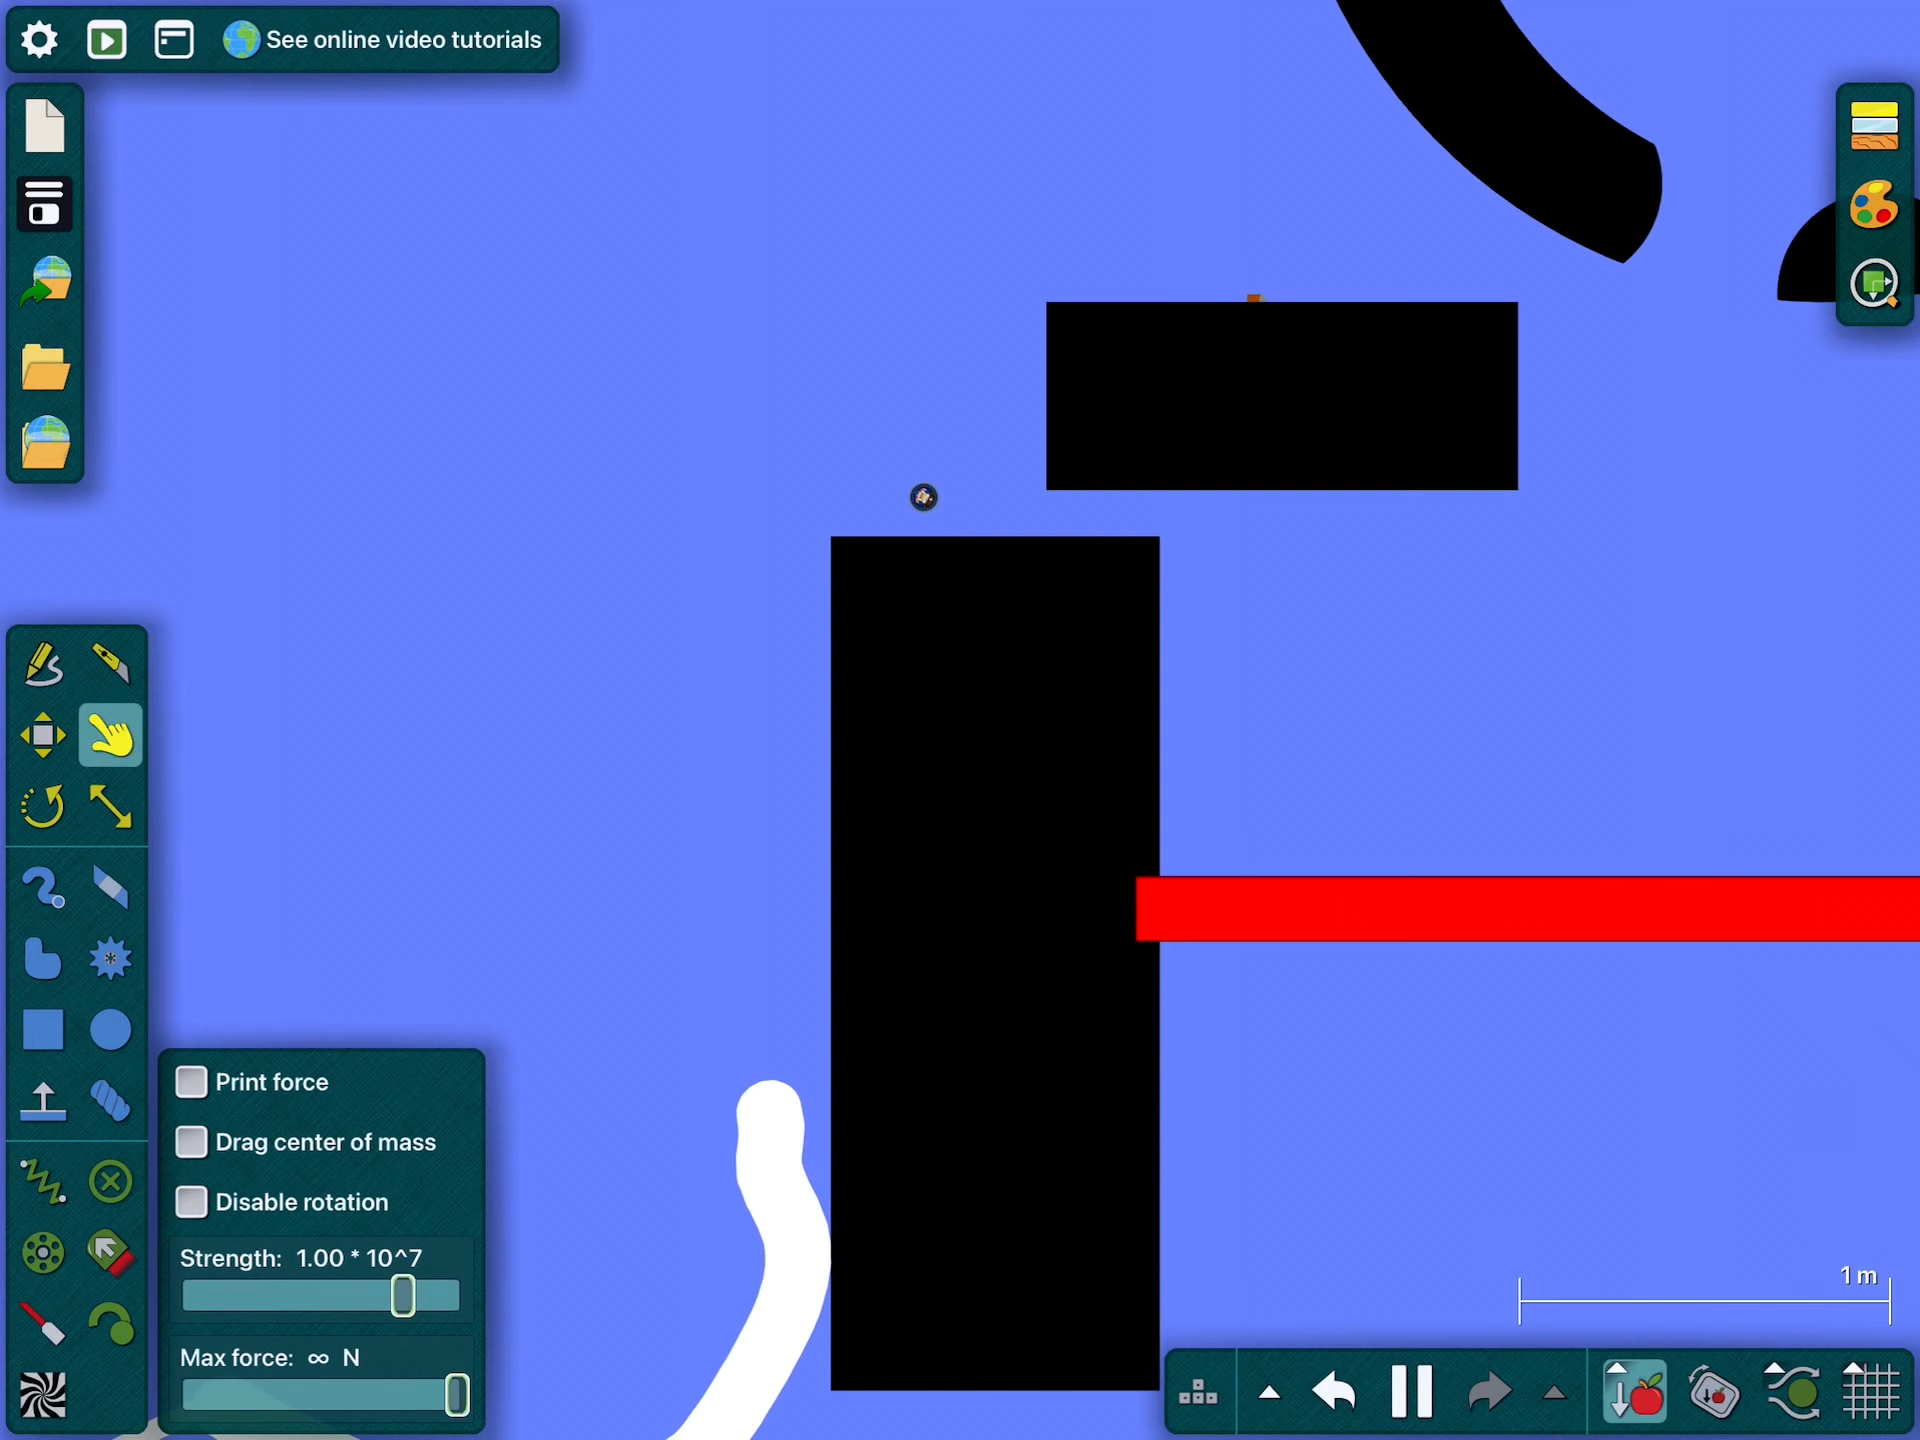 See online video tutorials
Print force
Drag center of mass
Disable rotation
Strength: 1.00 * 10^7
1 m
Max force: ∞ N